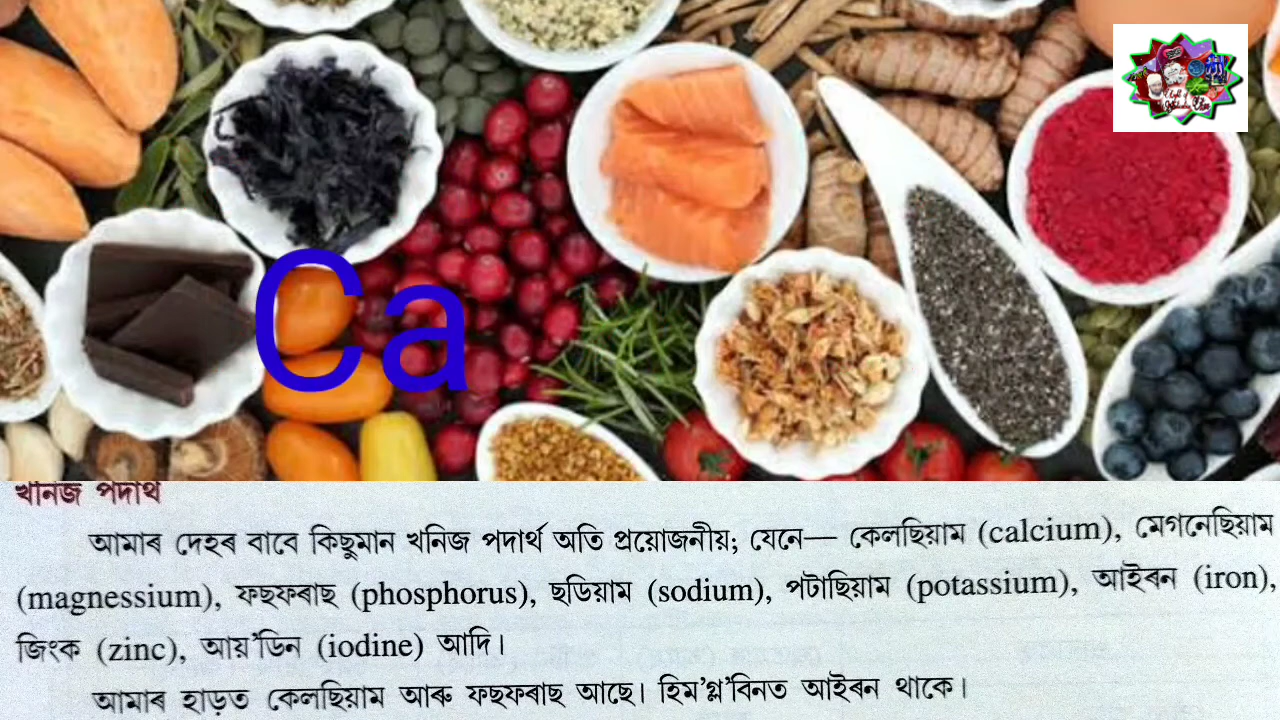 Ca
খনিজ পদাৰ্থ
আমাৰ দেহৰ বাবে কিছুমান খনিজ পদাৰ্থ অতি প্ৰয়োজনীয়; যেনে— কেলছিয়াম (calcium), মেগনেছিয়াম
(magnessium), ফছফৰাছ (phosphorus), ছডিয়াম (sodium), পটাছিয়াম (potassium), আইৰন (iron),
জিংক (zinc), আয়’ডিন (iodine) আদি।
আমাৰ হাড়ত কেলছিয়াম আৰু ফছফৰাছ আছে। হিম’গ্ল’বিনত আইৰন থাকে।